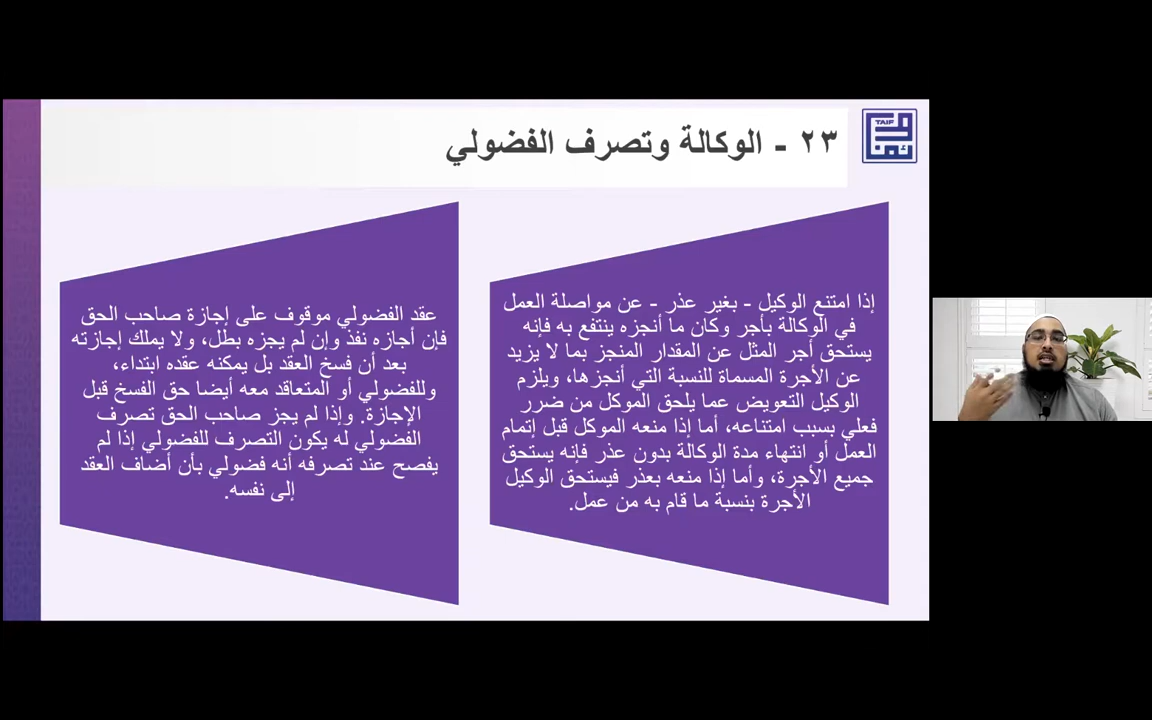 ٢٣ - الوكالة وتصرف الفضولي
TAIF
إذا امتنع الوكيل - بغير عذر - عن مواصلة العمل
في الوكالة بأجر وكان ما أنجزه ينتفع به فإنه
يستحق أجر المثل عن المقدار المنجز بما لا يزيد
عن الأجرة المسماة للنسبة التي أنجزها، ويلزم
الوكيل التعويض عما يلحق الموكل من ضرر
فعلي بسبب امتناعه، أما إذا منعه الموكل قبل إتمام
العمل أو انتهاء مدة الوكالة بدون عذر فإنه يستحق
جميع الأجرة، وأما إذا منعه بعذر فيستحق الوكيل
الأجرة بنسبة ما قام به من عمل.
عقد الفضولي موقوف على إجازة صاحب الحق
فإن أجازه نفذ وإن لم يجزه بطل، ولا يملك إجازته
بعد أن فسخ العقد بل يمكنه عقده ابتداء،
وللفضولي أو المتعاقد معه أيضا حق الفسخ قبل
الإجازة. وإذا لم يجز صاحب الحق تصرف
الفضولي له يكون التصرف للفضولي إذا لم
يفصح عند تصرفه أنه فضولي بأن أضاف العقد
إلى نفسه.